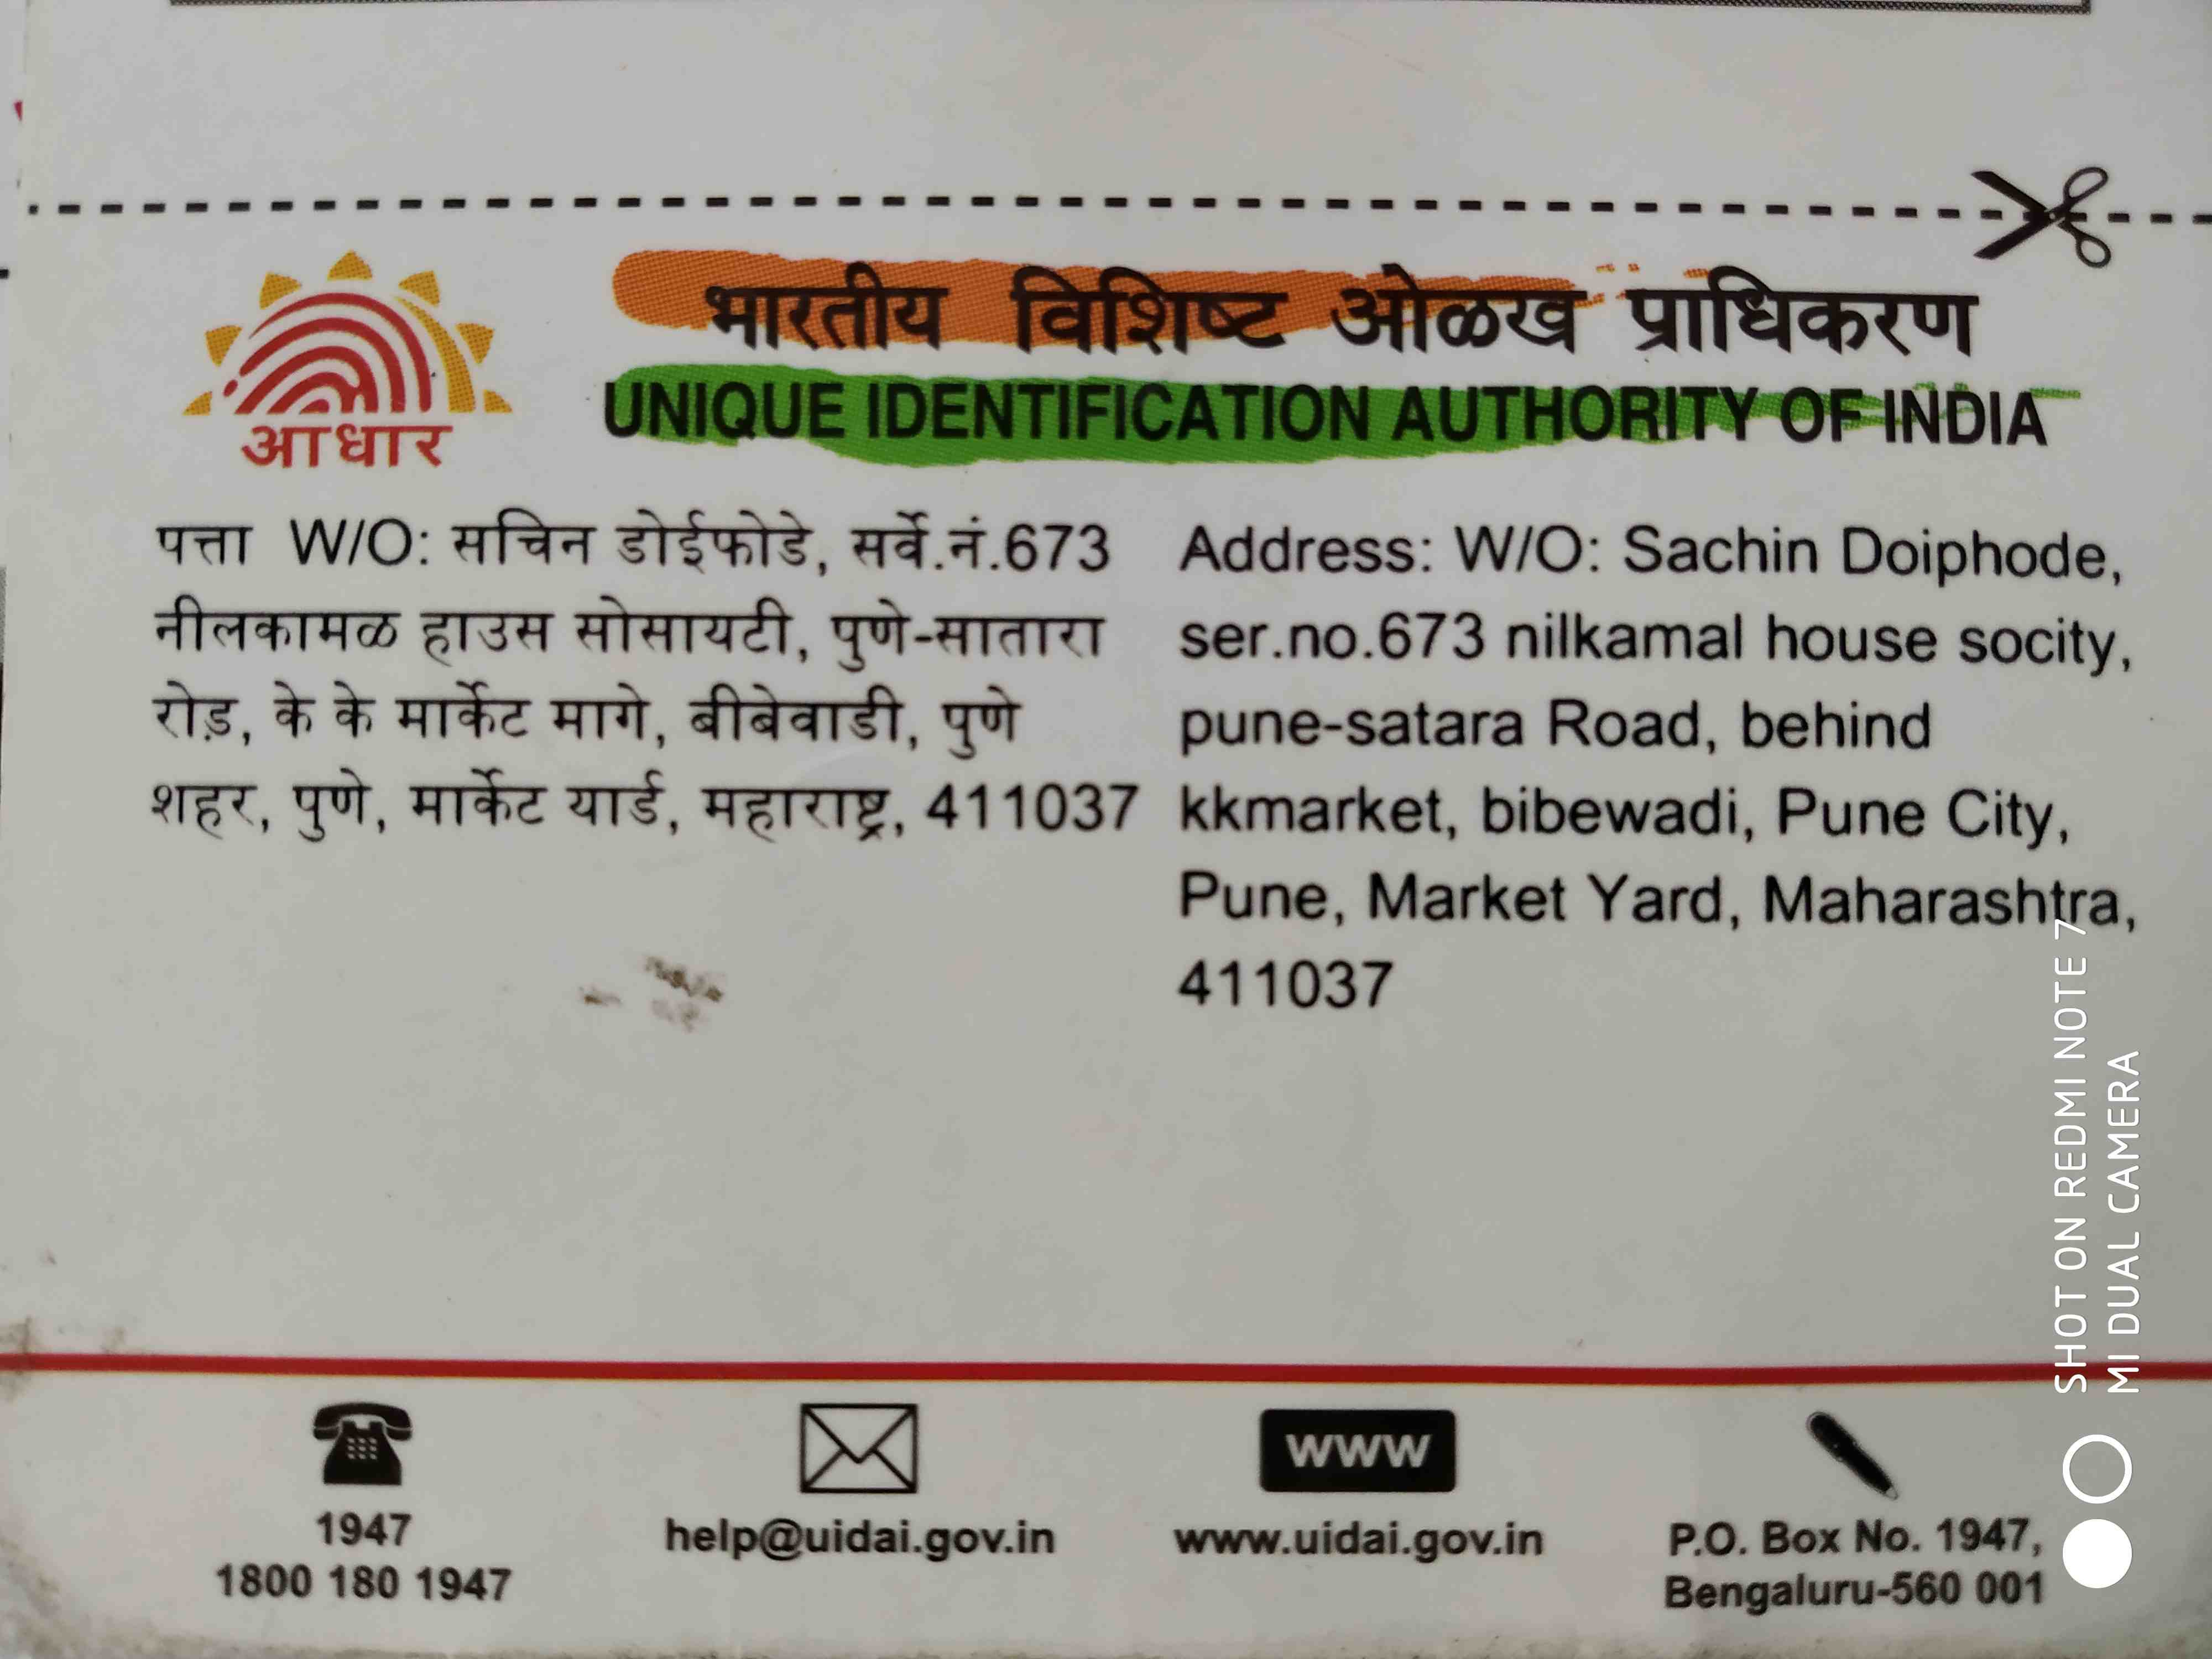 आधार
भारतीय विशिष्ट ओळख प्राधिकरण
UNIQUE IDENTIFICATION AUTHORITY OF INDIA
पत्ता W/O: सचिन डोईफोडे, सर्वे.नं.673
नीलकामळ हाउस सोसायटी, पुणे-सातारा
रोड़, के के मार्केट मागे, बीबेवाडी, पुणे
शहर, पुणे, मार्केट यार्ड, महाराष्ट्र, 411037
Address: W/O: Sachin Doiphode,
ser.no.673 nilkamal house socity,
pune-satara Road, behind
kkmarket, bibewadi, Pune City,
Pune, Market Yard, Maharashtra,
411037
1947
1800 180 1947
help@uidai.gov.in
www
www.uidai.gov.in
P.O. Box No. 1947,
Bengaluru-560 001
SHOT ON REDMI NOTE 7
MI DUAL CAMERA